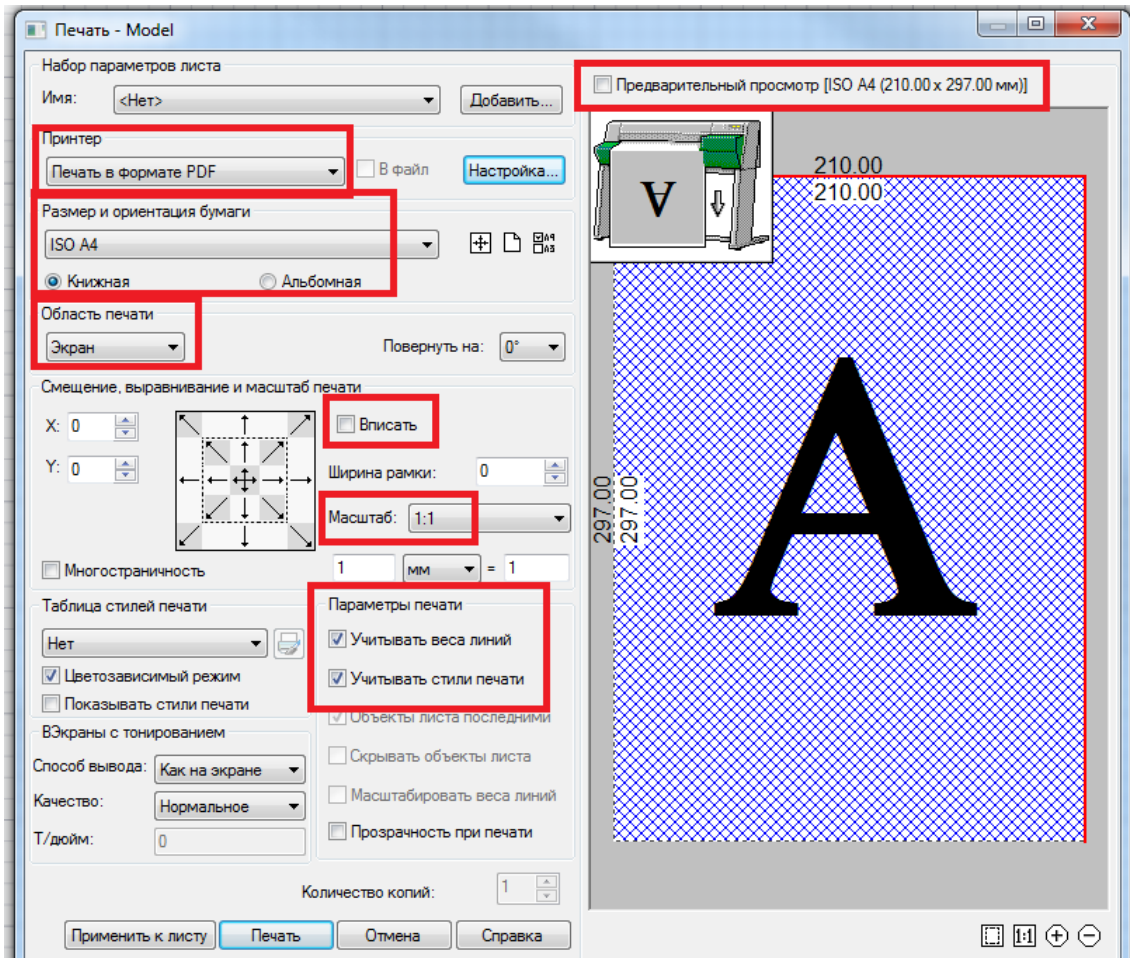 Печать - Model
Набор параметров листа
Имя: <Нет> Добавить...
Предварительный просмотр [ISO A4 (210.00 x 297.00 мм)]
Принтер
Печать в формате PDF В файл Настройка...
Размер и ориентация бумаги
ISO A4
Книжная Альбомная
Область печати
Экран Повернуть на: 0°
Смещение, выравнивание и масштаб печати
X: 0 Вписать
Y: 0 Ширина рамки: 0
Масштаб: 1:1
Многостраничность 1 мм = 1
Таблица стилей печати
Нет
Цветозависимый режим
Показывать стили печати
Параметры печати
Учитывать веса линий
Учитывать стили печати
Объекты листа последними
Скрывать объекты листа
Масштабировать веса линий
Прозрачность при печати
ВЭкраны с тонированием
Способ вывода: Как на экране
Качество: Нормальное
Т/дюйм: 0
Количество копий: 1
Применить к листу Печать Отмена Справка
A
210.00
210.00
297.00
297.00
A
1:1